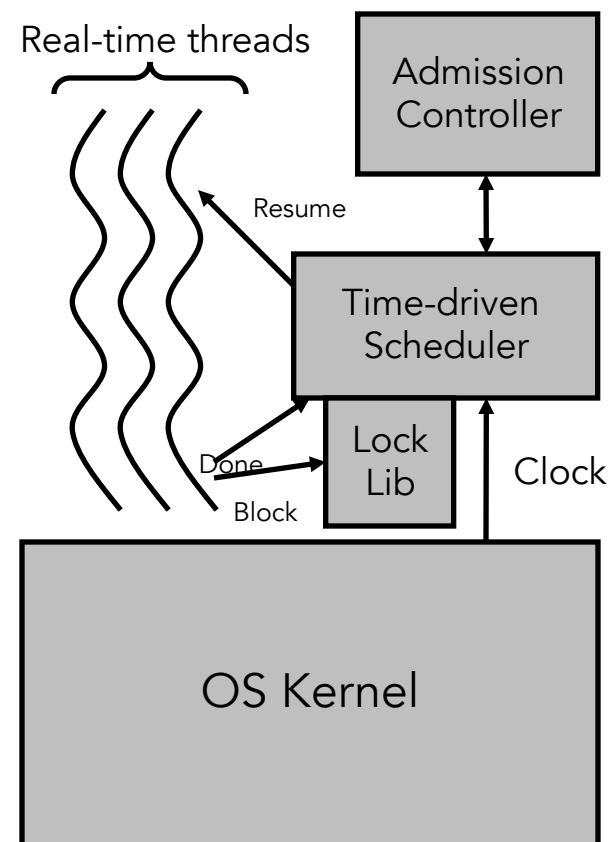 Real-time threads
Admission
Controller
Resume
Time-driven
Scheduler
Done
Lock
Lib
Clock
Block
OS Kernel